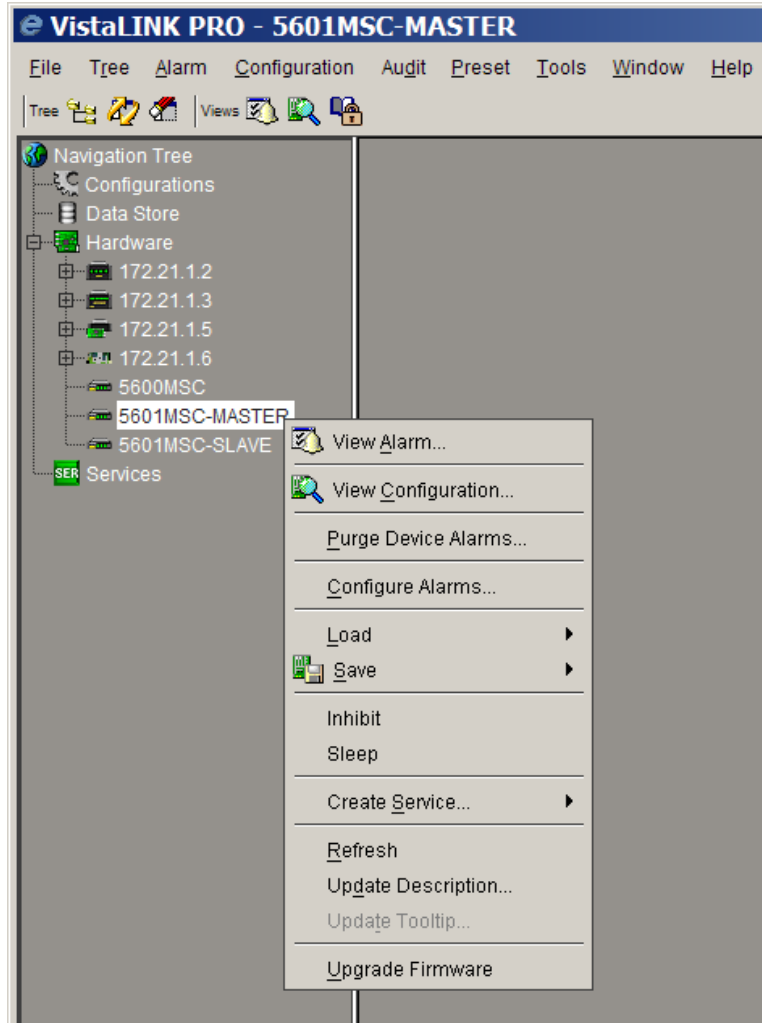 VistaLINK PRO - 5601MSC-MASTER
File Tree Alarm Configuration Audit Preset Tools Window Help
Tree Views
Navigation Tree
Configurations
Data Store
Hardware
172.21.1.2
172.21.1.3
172.21.1.5
172.21.1.6
5600MSC
5601MSC-MASTER
5601MSC-SLAVE
SER Services
View Alarm...
View Configuration...
Purge Device Alarms...
Configure Alarms...
Load
Save
Inhibit
Sleep
Create Service...
Refresh
Update Description...
Update Tooltip...
Upgrade Firmware